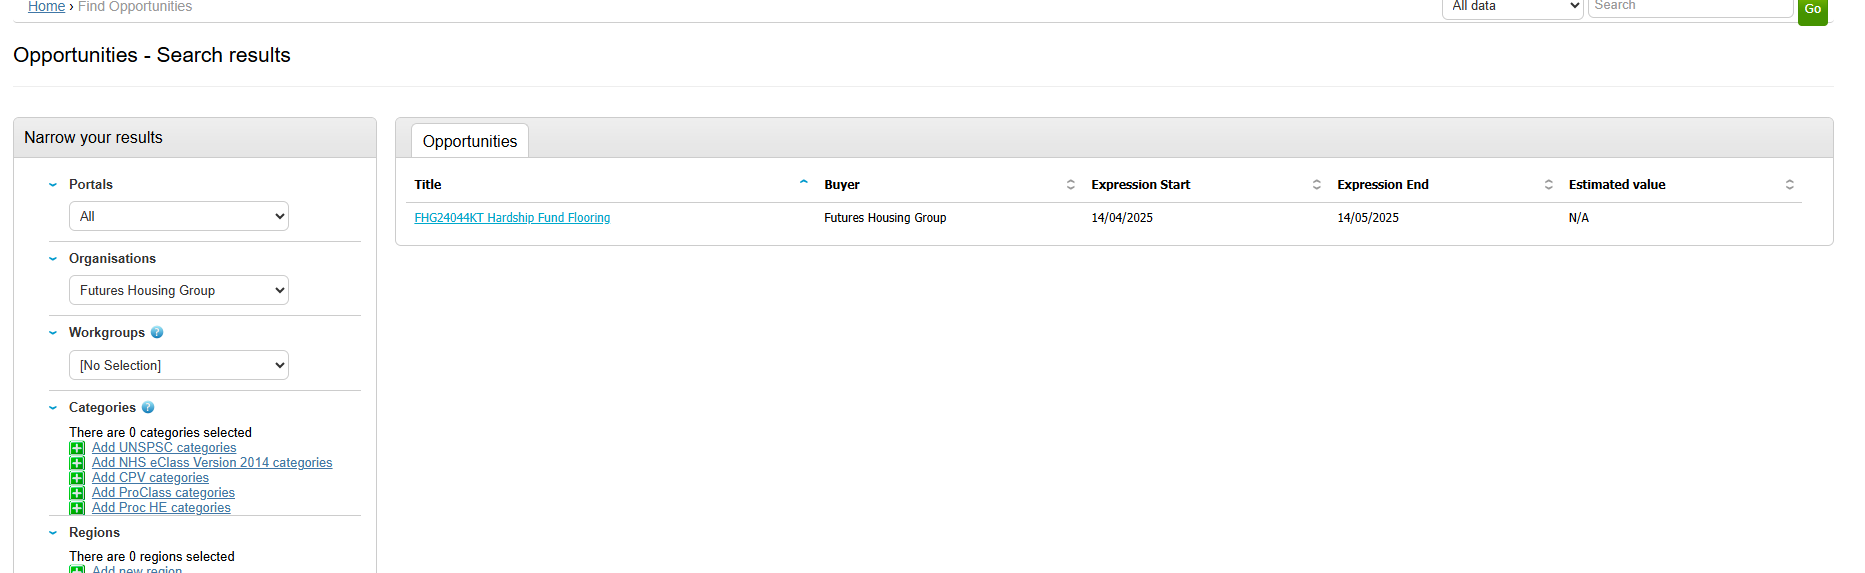 Home › Find Opportunities
All data
Search
Go
Opportunities - Search results
Narrow your results
Portals
All
Organisations
Futures Housing Group
Workgroups ?
[No Selection]
Categories ?
There are 0 categories selected
Add UNSPSC categories
Add NHS eClass Version 2014 categories
Add CPV categories
Add ProClass categories
Add Proc HE categories
Regions
There are 0 regions selected
Add new region
Opportunities
Title Buyer Expression Start Expression End Estimated value
FHG24044KT Hardship Fund Flooring Futures Housing Group 14/04/2025 14/05/2025 N/A